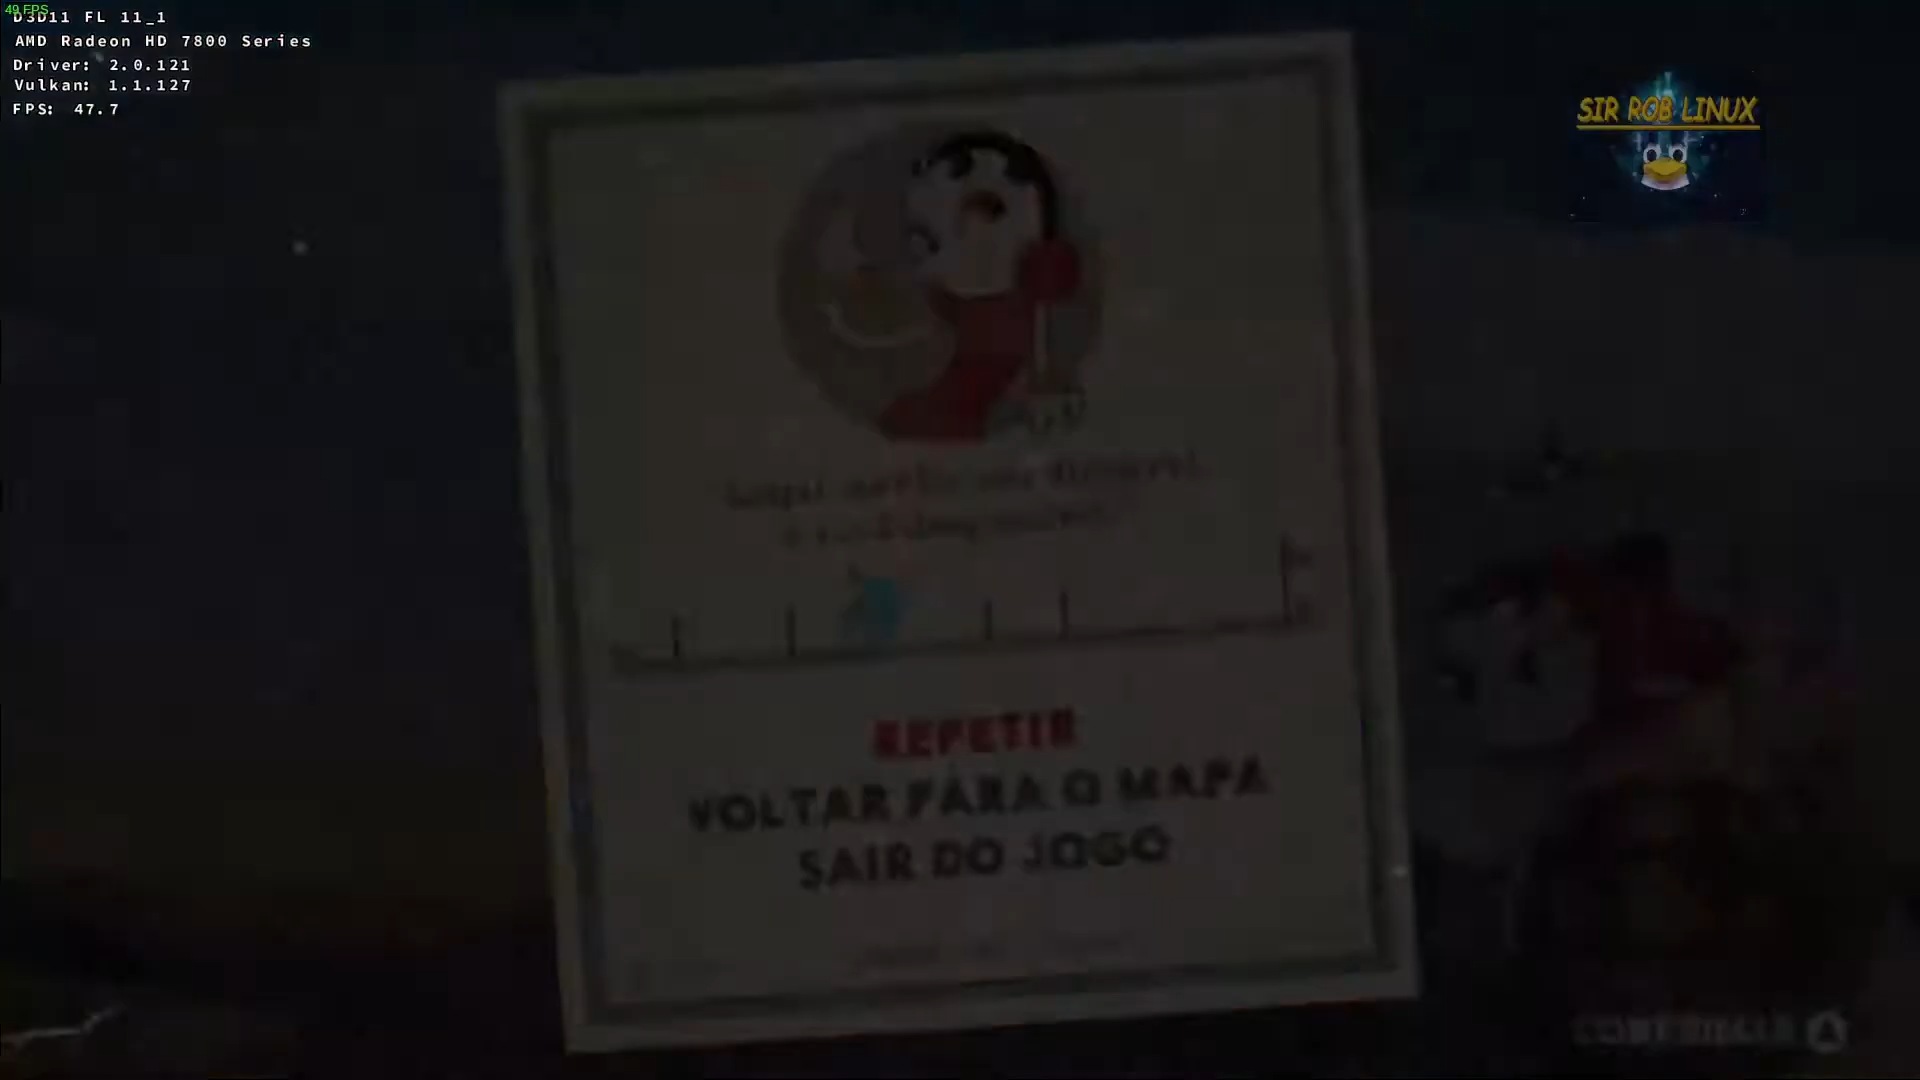 49 FPS
D3D11 FL 11_1
AMD Radeon HD 7800 Series
Driver: 2.0.121
Vulkan: 1.1.127
FPS: 47.7
SIR ROB LINUX
REPETIR
VOLTAR PARA O MAPA
SAIR DO JOGO